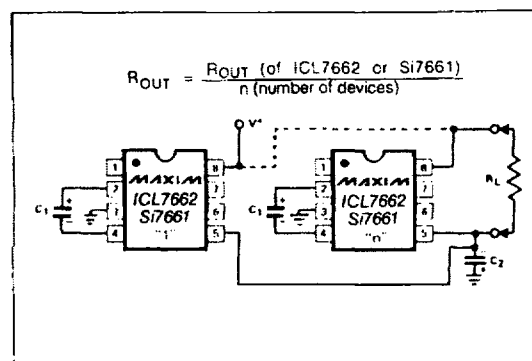 R_OUT = R_OUT (of ICL7662 or Si7661)
n (number of devices)
V+
1 8
2 7
3 6
4 5
MAXIM
ICL7662
Si7661
"1"
C1
1 8
2 7
3 6
4 5
MAXIM
ICL7662
Si7661
"n"
C1
RL
C2